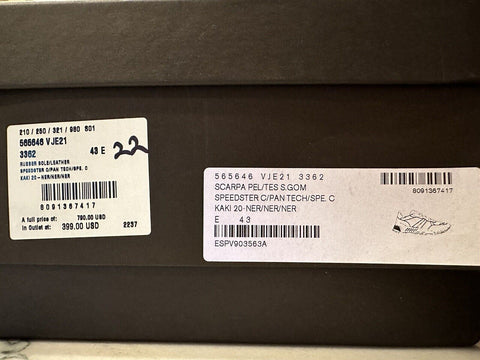 210 / 250 / 321 / 980 S01
565646 VJE21
3362 43 E 22
RUBBER SOLE/LEATHER
SPEEDSTER C/PAN TECH/SPE. C
KAKI 20-NER/NER/NER
8091367417
A full price at: 790.00 USD
In Outlet at: 399.00 USD 2237
565646 VJE21 3362
SCARPA PEL/TES S.GOM
SPEEDSTER C/PAN TECH/SPE. C
KAKI 20-NER/NER/NER
E 43
ESPV903563A
8091367417